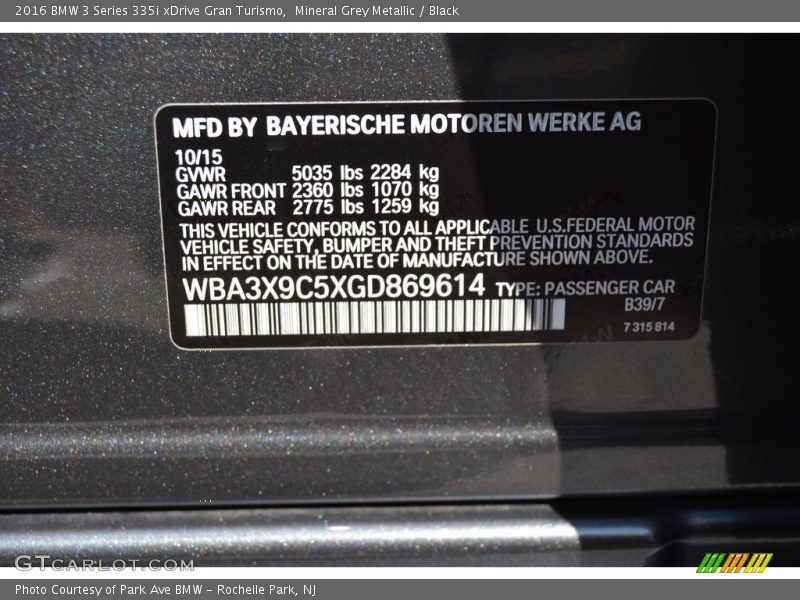 2016 BMW 3 Series 335i xDrive Gran Turismo,  Mineral Grey Metallic / Black
MFD BY BAYERISCHE MOTOREN WERKE AG
10/15
GVWR 5035 lbs 2284 kg
GAWR FRONT 2360 lbs 1070 kg
GAWR REAR 2775 lbs 1259 kg
THIS VEHICLE CONFORMS TO ALL APPLICABLE U.S.FEDERAL MOTOR
VEHICLE SAFETY, BUMPER AND THEFT PREVENTION STANDARDS
IN EFFECT ON THE DATE OF MANUFACTURE SHOWN ABOVE.
WBA3X9C5XGD869614 TYPE: PASSENGER CAR
B39/7
7 315 814
GTCARLOT.COM
Photo Courtesy of Park Ave BMW - Rochelle Park, NJ